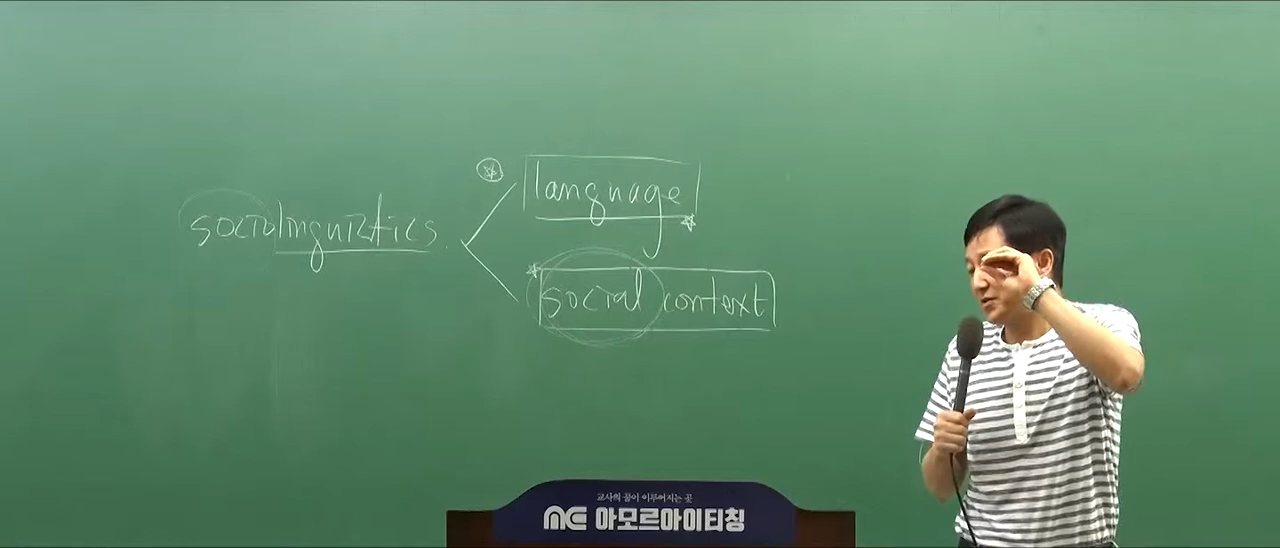 sociolinguistics.
language
social context
교사의 꿈이 이루어지는 곳
아모르아이티칭